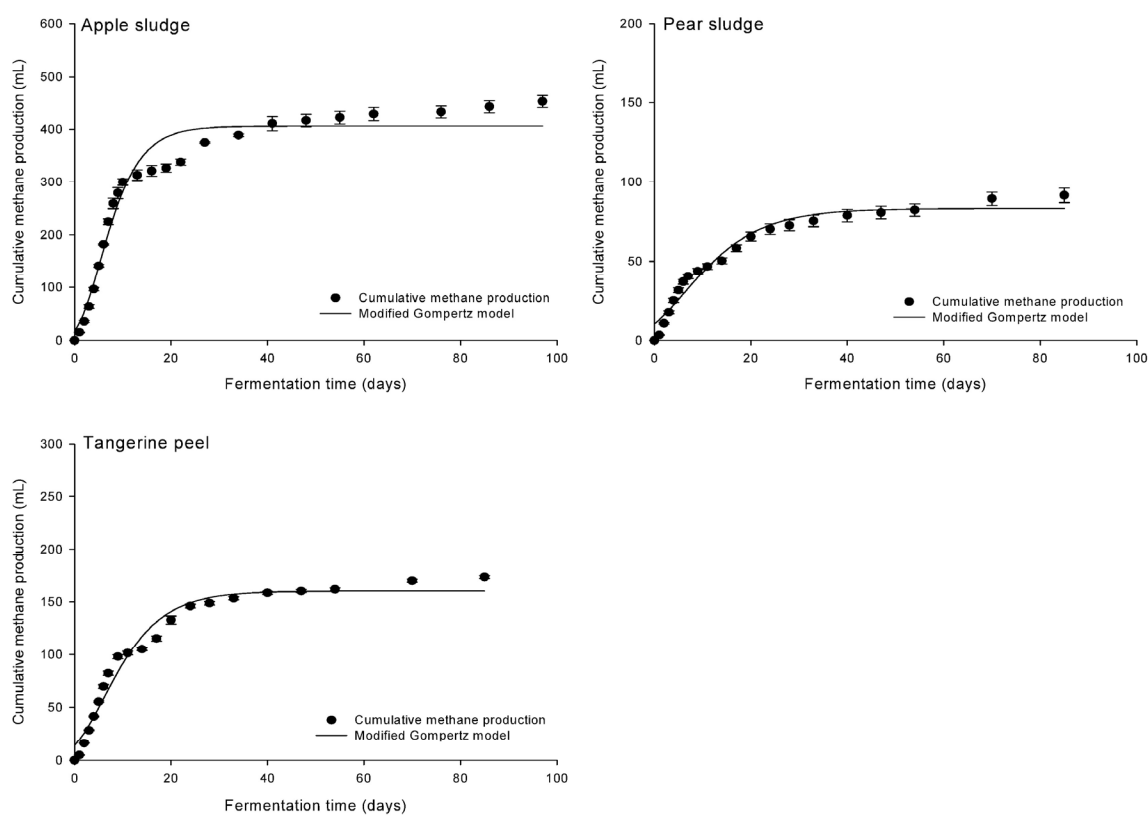 Apple sludge
Cumulative methane production (mL)
600
500
400
300
200
100
0
Cumulative methane production
Modified Gompertz model
0 20 40 60 80 100
Fermentation time (days)
Pear sludge
Cumulative methane production (mL)
200
150
100
50
0
Cumulative methane production
Modified Gompertz model
0 20 40 60 80 100
Fermentation time (days)
Tangerine peel
Cumulative methane production (mL)
300
250
200
150
100
50
0
Cumulative methane production
Modified Gompertz model
0 20 40 60 80 100
Fermentation time (days)